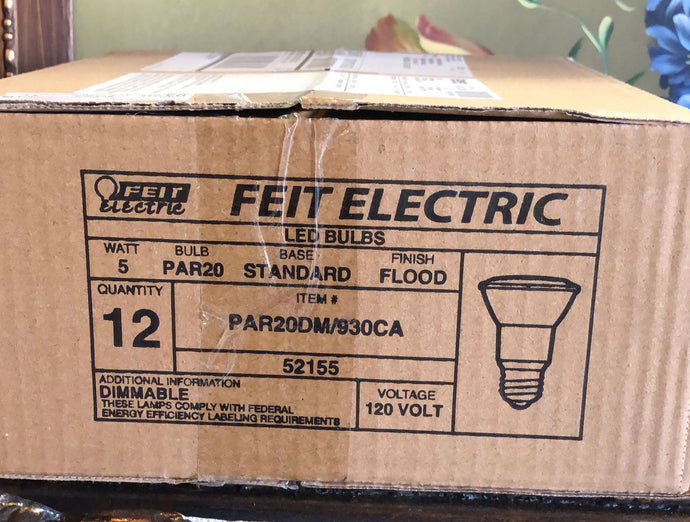 FEIT
electric
FEIT ELECTRIC
LED BULBS
WATT BULB BASE FINISH
5 PAR20 STANDARD FLOOD
QUANTITY
12
ITEM #
PAR20DM/930CA
52155
ADDITIONAL INFORMATION
DIMMABLE
THESE LAMPS COMPLY WITH FEDERAL
ENERGY EFFICIENCY LABELING REQUIREMENTS
VOLTAGE
120 VOLT